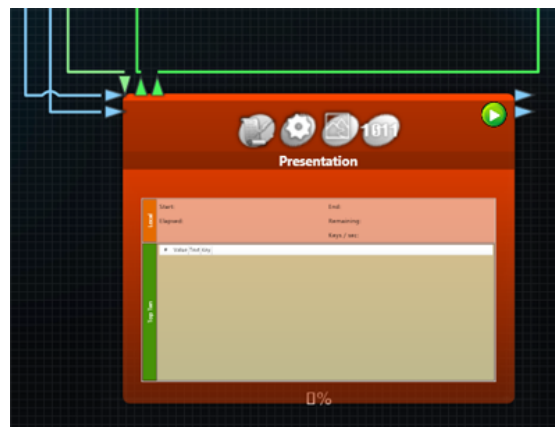 1011
Presentation
Local
Start:
End:
Elapsed:
Remaining:
Keys / sec:
Top Ten
# Value Text Key
0%